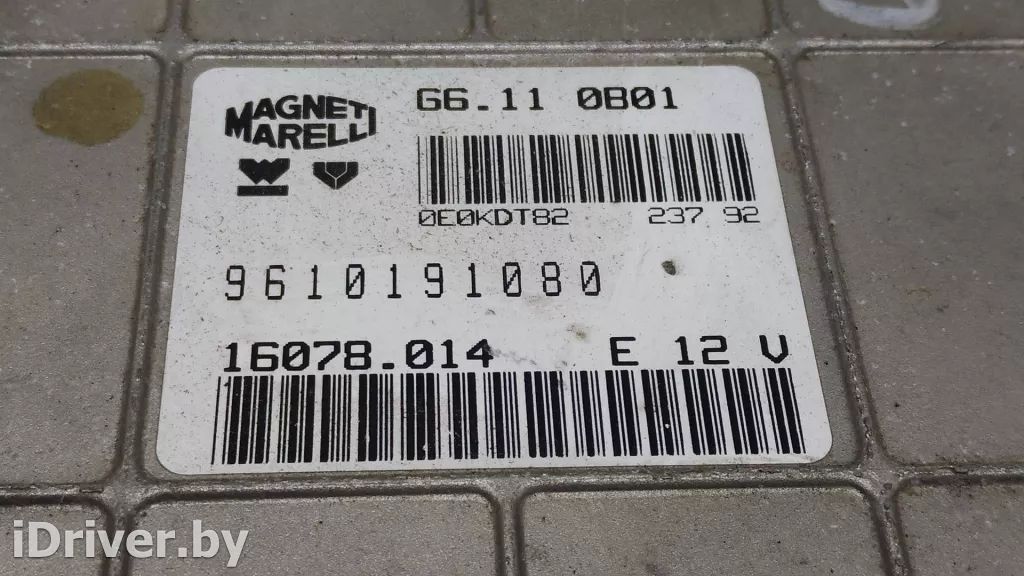 MAGNETI
MARELLI
G6.11 0B01
0E0KDT82 237 92
9610191080
16078.014 E 12 V
iDriver.by